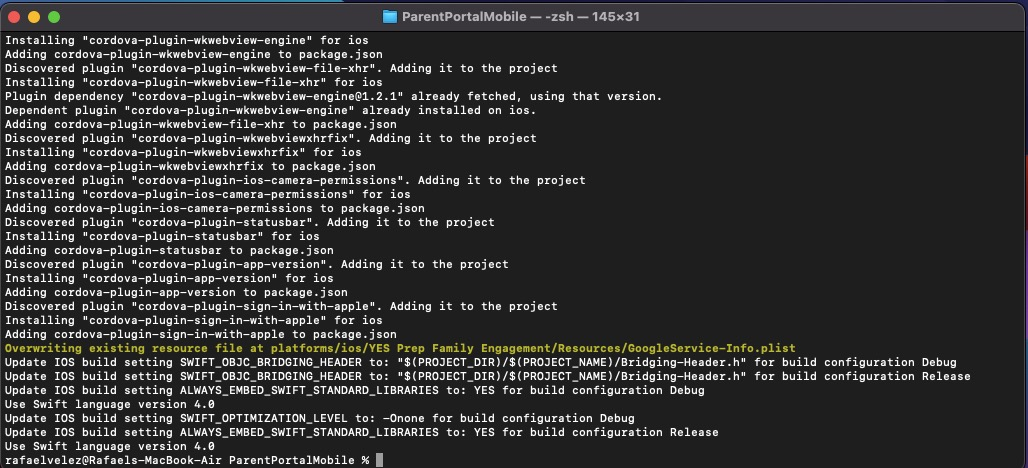 ParentPortalMobile — -zsh — 145×31
Installing "cordova-plugin-wkwebview-engine" for ios
Adding cordova-plugin-wkwebview-engine to package.json
Discovered plugin "cordova-plugin-wkwebview-file-xhr". Adding it to the project
Installing "cordova-plugin-wkwebview-file-xhr" for ios
Plugin dependency "cordova-plugin-wkwebview-engine@1.2.1" already fetched, using that version.
Dependent plugin "cordova-plugin-wkwebview-engine" already installed on ios.
Adding cordova-plugin-wkwebview-file-xhr to package.json
Discovered plugin "cordova-plugin-wkwebviewxhrfix". Adding it to the project
Installing "cordova-plugin-wkwebviewxhrfix" for ios
Adding cordova-plugin-wkwebviewxhrfix to package.json
Discovered plugin "cordova-plugin-ios-camera-permissions". Adding it to the project
Installing "cordova-plugin-ios-camera-permissions" for ios
Adding cordova-plugin-ios-camera-permissions to package.json
Discovered plugin "cordova-plugin-statusbar". Adding it to the project
Installing "cordova-plugin-statusbar" for ios
Adding cordova-plugin-statusbar to package.json
Discovered plugin "cordova-plugin-app-version". Adding it to the project
Installing "cordova-plugin-app-version" for ios
Adding cordova-plugin-app-version to package.json
Discovered plugin "cordova-plugin-sign-in-with-apple". Adding it to the project
Installing "cordova-plugin-sign-in-with-apple" for ios
Adding cordova-plugin-sign-in-with-apple to package.json
Overwriting existing resource file at platforms/ios/YES Prep Family Engagement/Resources/GoogleService-Info.plist
Update IOS build setting SWIFT_OBJC_BRIDGING_HEADER to: "$(PROJECT_DIR)/$(PROJECT_NAME)/Bridging-Header.h" for build configuration Debug
Update IOS build setting SWIFT_OBJC_BRIDGING_HEADER to: "$(PROJECT_DIR)/$(PROJECT_NAME)/Bridging-Header.h" for build configuration Release
Update IOS build setting ALWAYS_EMBED_SWIFT_STANDARD_LIBRARIES to: YES for build configuration Debug
Use Swift language version 4.0
Update IOS build setting SWIFT_OPTIMIZATION_LEVEL to: -Onone for build configuration Debug
Update IOS build setting ALWAYS_EMBED_SWIFT_STANDARD_LIBRARIES to: YES for build configuration Release
Use Swift language version 4.0
rafaelvelez@Rafaels-MacBook-Air ParentPortalMobile %